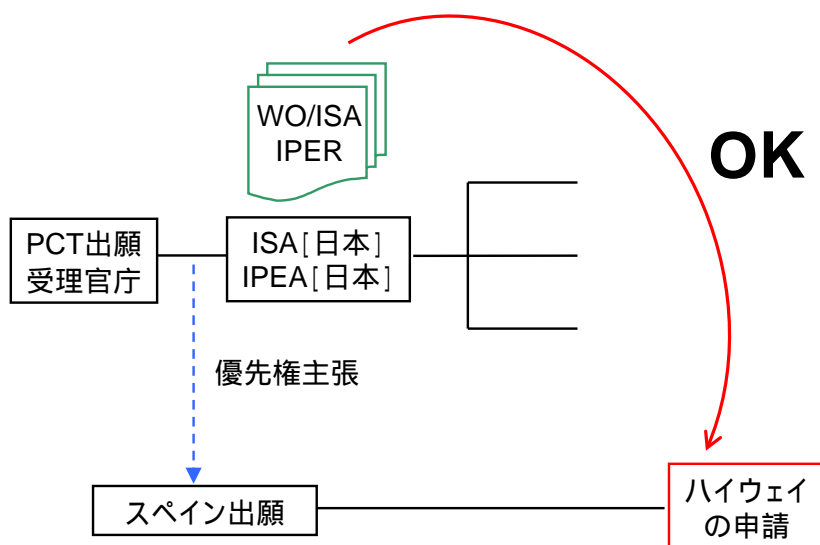 WO/ISA
IPER
OK
PCT出願
受理官庁
ISA[日本]
IPEA[日本]
優先権主張
スペイン出願
ハイウェイ
の申請